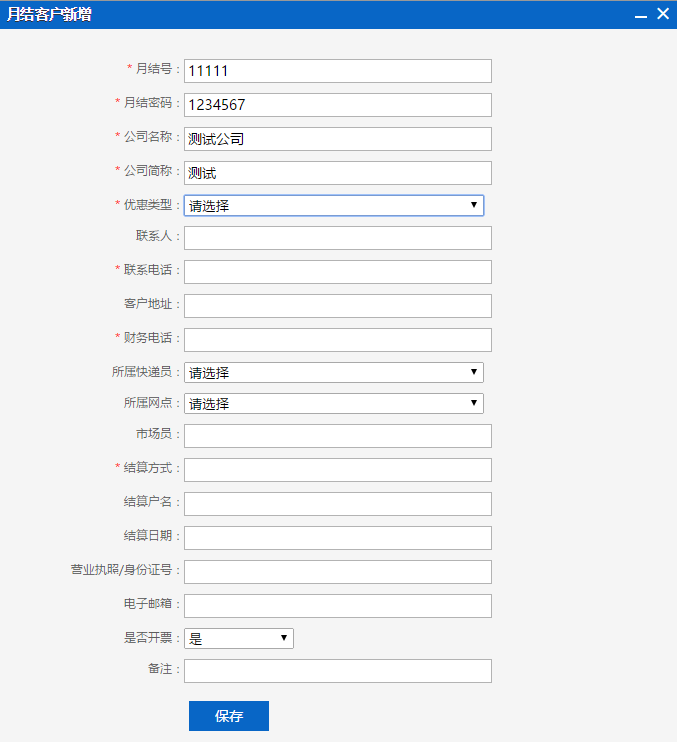 月结客户新增
* 月结号： 11111
* 月结密码： 1234567
* 公司名称： 测试公司
* 公司简称： 测试
* 优惠类型： 请选择
联系人：
* 联系电话：
客户地址：
* 财务电话：
所属快递员： 请选择
所属网点： 请选择
市场员：
* 结算方式：
结算户名：
结算日期：
营业执照/身份证号：
电子邮箱：
是否开票： 是
备注：
保存